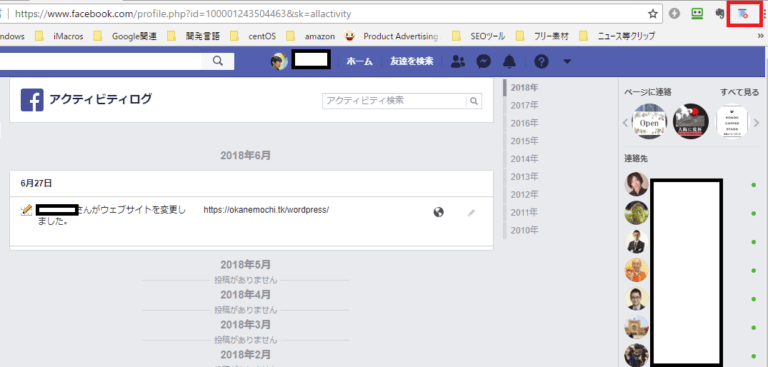 https://www.facebook.com/profile.php?id=100001243504463&sk=allactivity
ndows iMacros Google関連 開発言語 centOS amazon Product Advertising SEOツール フリー素材 ニュース等クリップ »
ホーム 友達を検索
アクティビティログ
アクティビティ検索
2018年6月
6月27日
さんがウェブサイトを変更し
ました。
https://okanemochi.tk/wordpress/
2018年5月
投稿がありません
2018年4月
投稿がありません
2018年3月
投稿がありません
2018年2月
2018年
2017年
2016年
2015年
2014年
2013年
2012年
2011年
2010年
ページに連絡 すべて見る
Open
連絡先